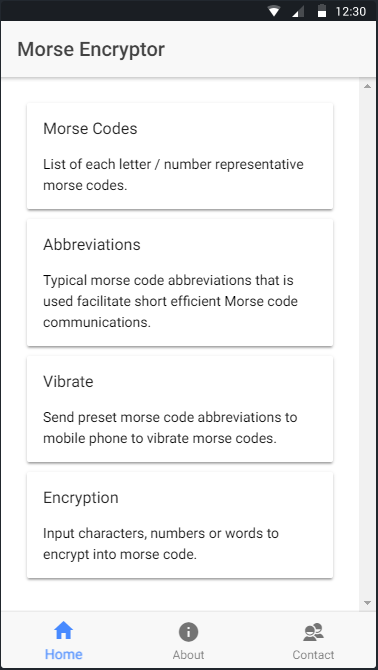 12:30
Morse Encryptor
Morse Codes
List of each letter / number representative
morse codes.
Abbreviations
Typical morse code abbreviations that is
used facilitate short efficient Morse code
communications.
Vibrate
Send preset morse code abbreviations to
mobile phone to vibrate morse codes.
Encryption
Input characters, numbers or words to
encrypt into morse code.
Home
About
Contact